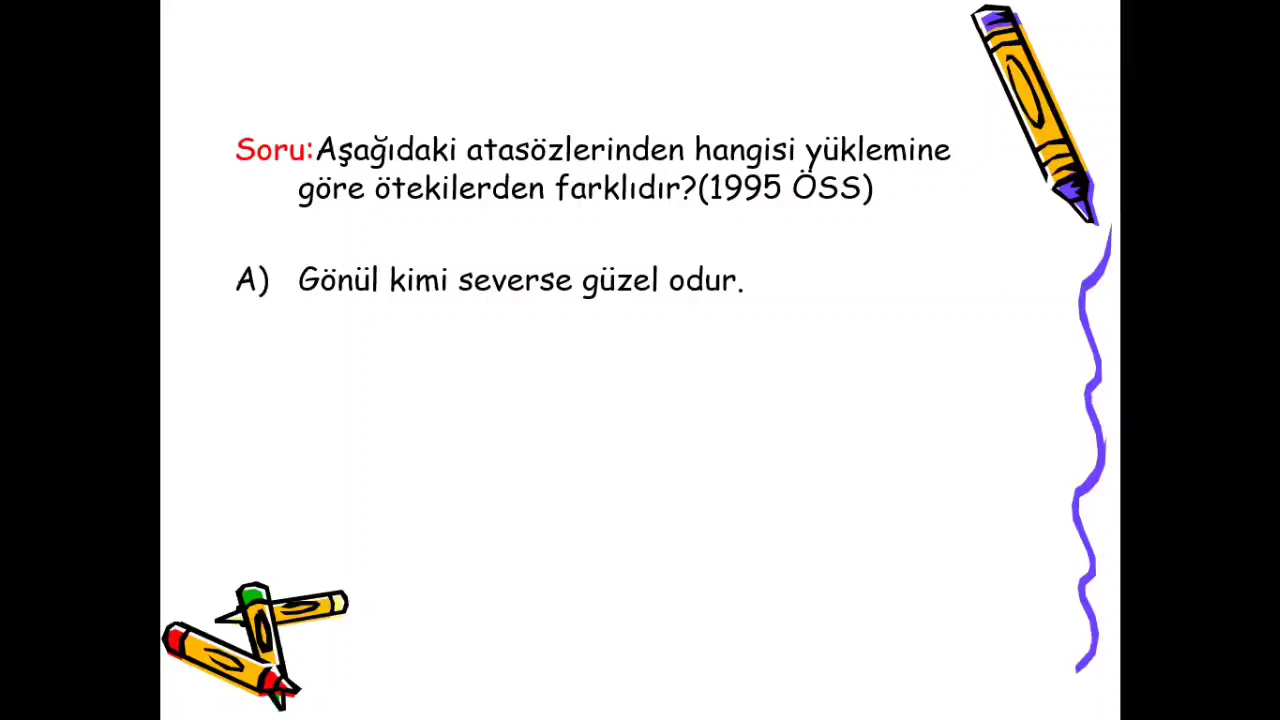 Soru:Aşağıdaki atasözlerinden hangisi yüklemine
göre ötekilerden farklıdır?(1995 ÖSS)
A) Gönül kimi severse güzel odur.